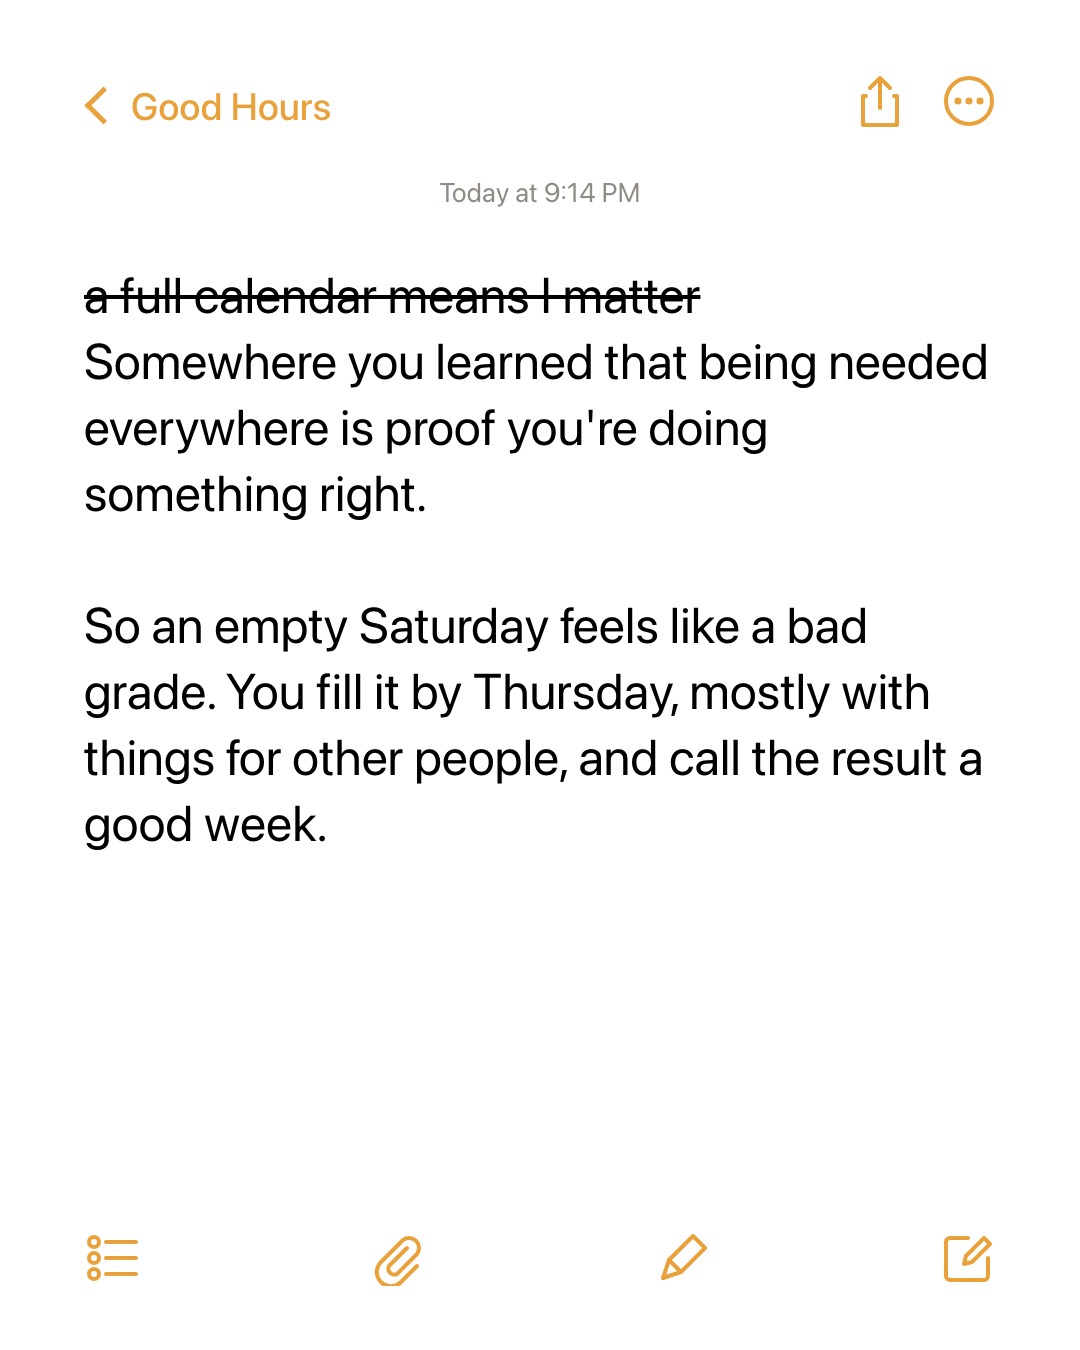 Good Hours
Today at 9:14 PM
a full calendar means I matter
Somewhere you learned that being needed
everywhere is proof you're doing
something right.
So an empty Saturday feels like a bad
grade. You fill it by Thursday, mostly with
things for other people, and call the result a
good week.